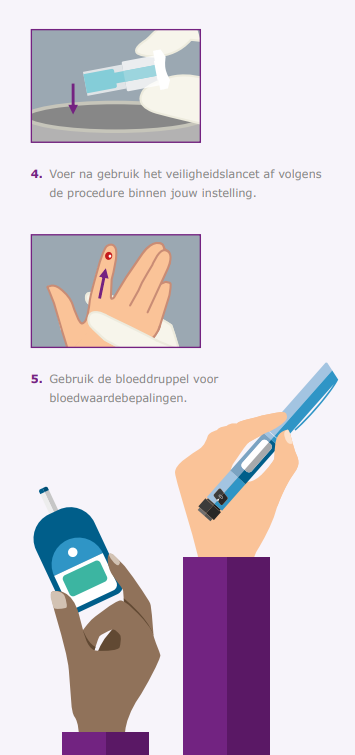 4. Voer na gebruik het veiligheidslancet af volgens
de procedure binnen jouw instelling.
5. Gebruik de bloeddruppel voor
bloedwaardebepalingen.